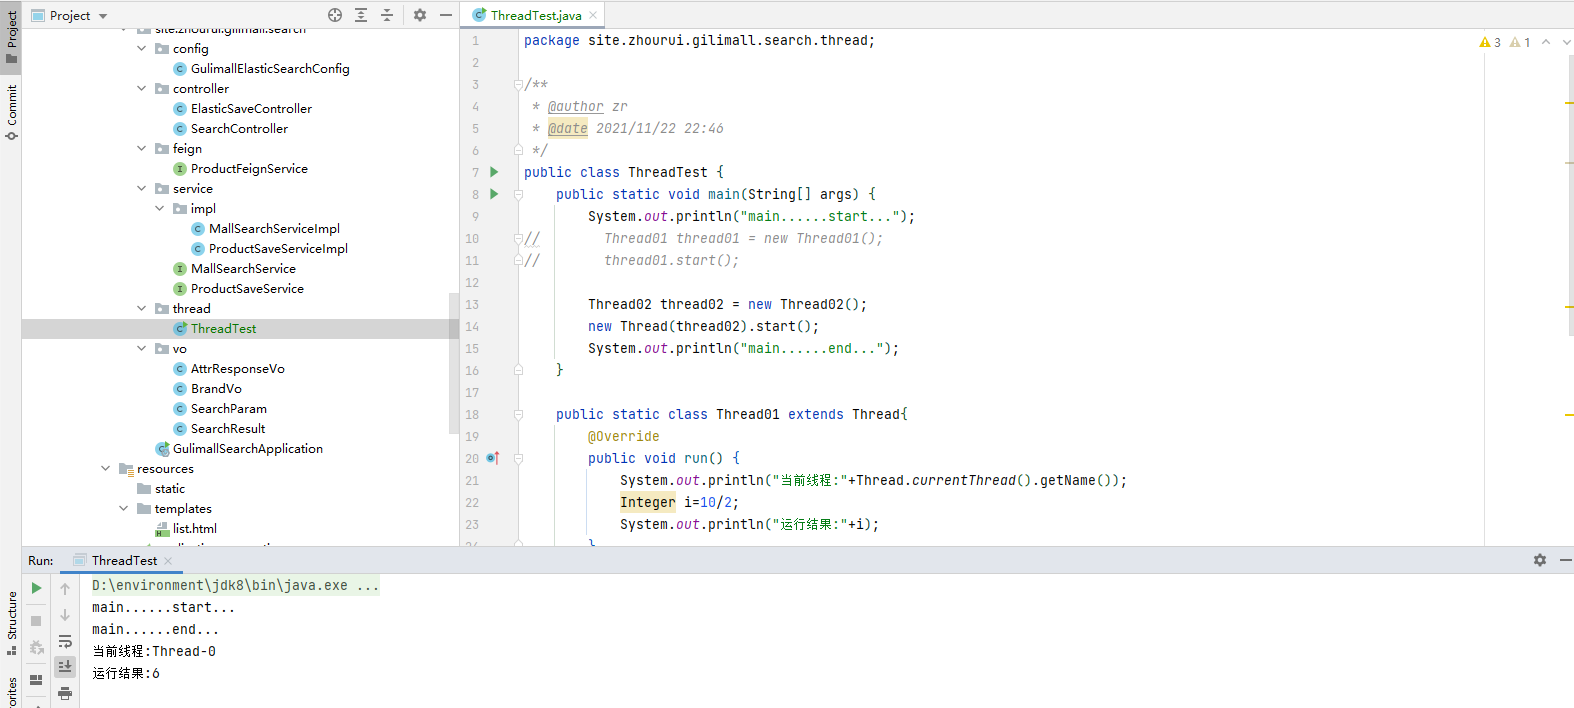 Project
ThreadTest.java
Project
Commit
Structure
site.zhourui.gilimall.search
config
GulimallElasticSearchConfig
controller
ElasticSaveController
SearchController
feign
ProductFeignService
service
impl
MallSearchServiceImpl
ProductSaveServiceImpl
MallSearchService
ProductSaveService
thread
ThreadTest
vo
AttrResponseVo
BrandVo
SearchParam
SearchResult
GulimallSearchApplication
resources
static
templates
list.html
3 1
1 package site.zhourui.gilimall.search.thread;
2
3 /**
4 * @author zr
5 * @date 2021/11/22 22:46
6 */
7 public class ThreadTest {
8 public static void main(String[] args) {
9 System.out.println("main......start...");
10 // Thread01 thread01 = new Thread01();
11 // thread01.start();
12
13 Thread02 thread02 = new Thread02();
14 new Thread(thread02).start();
15 System.out.println("main......end...");
16 }
17
18 public static class Thread01 extends Thread{
19 @Override
20 public void run() {
21 System.out.println("当前线程:"+Thread.currentThread().getName());
22 Integer i=10/2;
23 System.out.println("运行结果:"+i);
Run: ThreadTest
D:\environment\jdk8\bin\java.exe ...
main......start...
main......end...
当前线程:Thread-0
运行结果:6